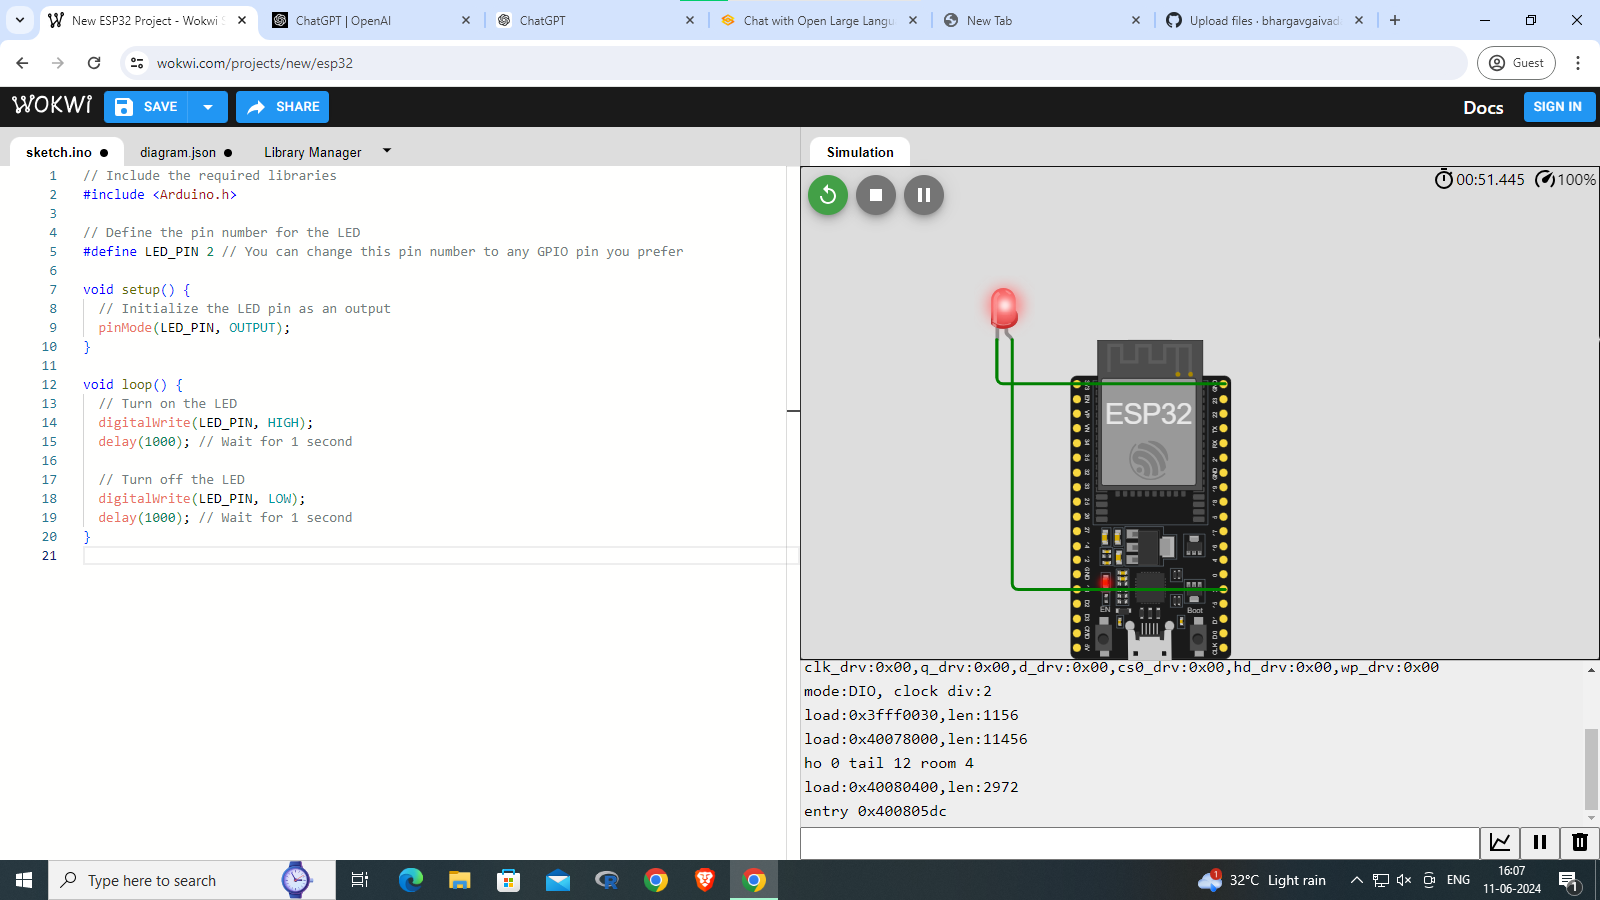 New ESP32 Project - Wokwi S
ChatGPT | OpenAI
ChatGPT
Chat with Open Large Langu
New Tab
Upload files · bhargavgaivad
wokwi.com/projects/new/esp32
Guest
WOKWi
SAVE
SHARE
Docs
SIGN IN
sketch.ino
diagram.json
Library Manager
Simulation
1 // Include the required libraries
2 #include <Arduino.h>
3
4 // Define the pin number for the LED
5 #define LED_PIN 2 // You can change this pin number to any GPIO pin you prefer
6
7 void setup() {
8 // Initialize the LED pin as an output
9 pinMode(LED_PIN, OUTPUT);
10 }
11
12 void loop() {
13 // Turn on the LED
14 digitalWrite(LED_PIN, HIGH);
15 delay(1000); // Wait for 1 second
16
17 // Turn off the LED
18 digitalWrite(LED_PIN, LOW);
19 delay(1000); // Wait for 1 second
20 }
21
00:51.445
100%
ESP32
EN
Boot
clk_drv:0x00,q_drv:0x00,d_drv:0x00,cs0_drv:0x00,hd_drv:0x00,wp_drv:0x00
mode:DIO, clock div:2
load:0x3fff0030,len:1156
load:0x40078000,len:11456
ho 0 tail 12 room 4
load:0x40080400,len:2972
entry 0x400805dc
Type here to search
1
32°C Light rain
ENG
16:07
11-06-2024
1